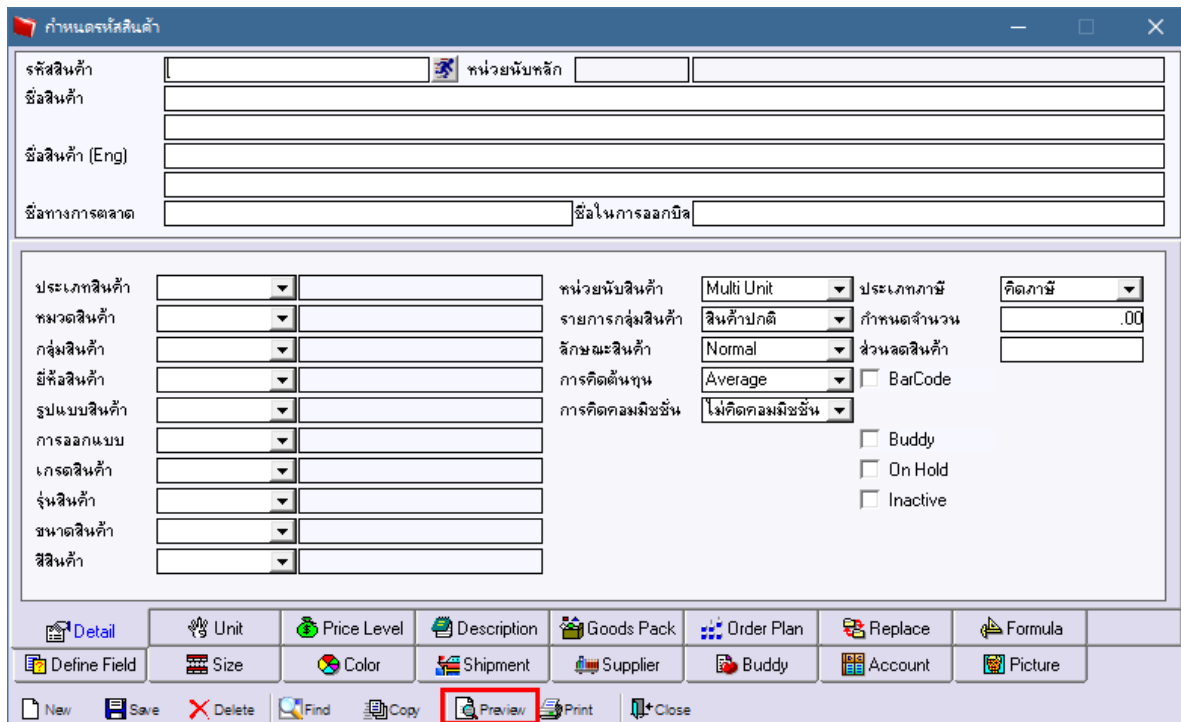 กำหนดรหัสสินค้า
รหัสสินค้า หน่วยนับหลัก
ชื่อสินค้า
ชื่อสินค้า (Eng)
ชื่อทางการตลาด ชื่อในการออกบิล
ประเภทสินค้า หน่วยนับสินค้า Multi Unit ประเภทภาษี คิดภาษี
หมวดสินค้า รายการกลุ่มสินค้า สินค้าปกติ กำหนดจำนวน .00
กลุ่มสินค้า ลักษณะสินค้า Normal ส่วนลดสินค้า
ยี่ห้อสินค้า การคิดต้นทุน Average BarCode
รูปแบบสินค้า การคิดคอมมิชชั่น ไม่คิดคอมมิชชั่น
การออกแบบ Buddy
เกรดสินค้า On Hold
รุ่นสินค้า Inactive
ขนาดสินค้า
สีสินค้า
Detail Unit Price Level Description Goods Pack Order Plan Replace Formula
Define Field Size Color Shipment Supplier Buddy Account Picture
New Save Delete Find Copy Preview Print Close